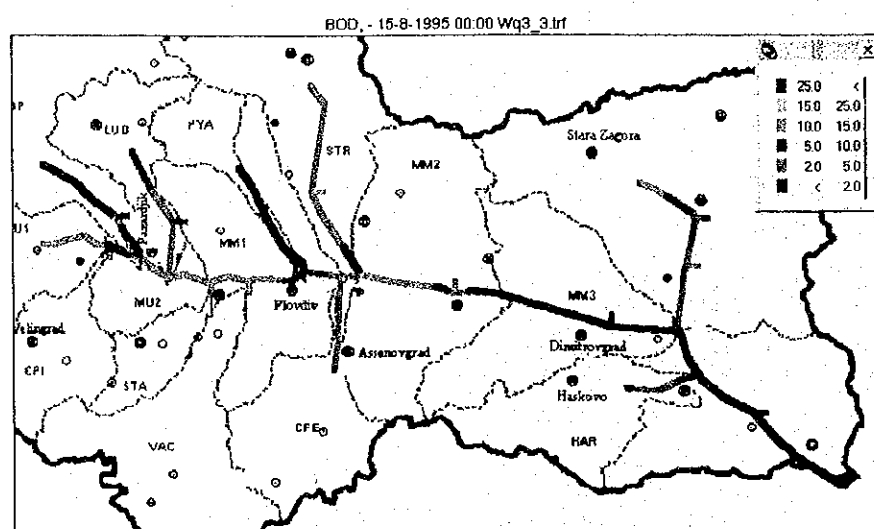 BOD, - 15-8-1995 00:00 Wq3_3.trf
25.0 <
15.0 25.0
10.0 15.0
5.0 10.0
2.0 5.0
< 2.0
LUD
PYA
STR
MM2
Stara Zagora
MM1
MU2
Plovdiv
MM3
Assenovgrad
Dimitrovgrad
CPI
STA
Haskovo
VAC
CFE
HAR